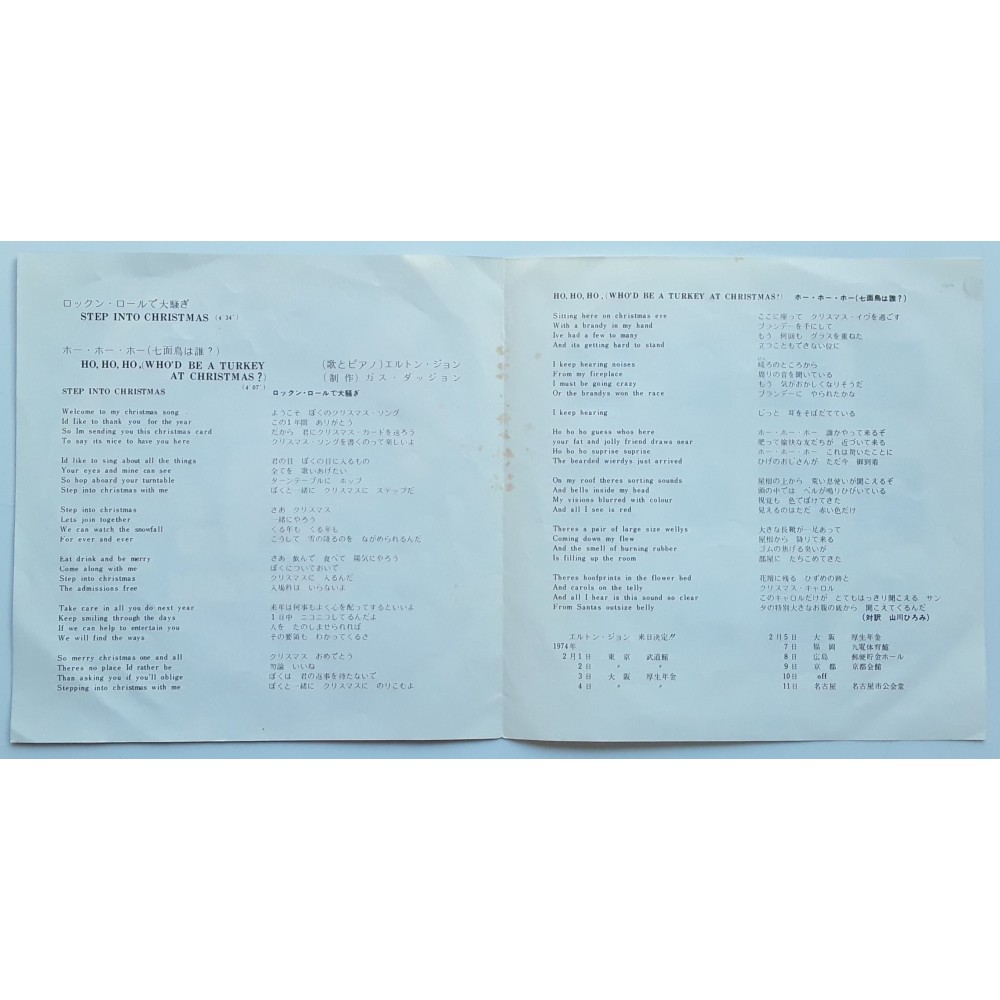 ロックン・ロールで大騒ぎ
STEP INTO CHRISTMAS (4′34″)
ホー・ホー・ホー(七面鳥は誰?)
HO, HO, HO, (WHO'D BE A TURKEY
AT CHRISTMAS?)
(4′07″)
(歌とピアノ)エルトン・ジョン
(制作)ガス・ダッジョン
STEP INTO CHRISTMAS
Welcome to my christmas song
Id like to thank you for the year
So Im sending you this christmas card
To say its nice to have you here
Id like to sing about all the things
Your eyes and mine can see
So hop aboard your turntable
Step into christmas with me
Step into christmas
Lets join together
We can watch the snowfall
For ever and ever
Eat drink and be merry
Come along with me
Step into christmas
The admissions free
Take care in all you do next year
Keep smiling through the days
If we can help to entertain you
We will find the ways
So merry christmas one and all
Theres no place Id rather be
Than asking you if you'll oblige
Stepping into christmas with me
ロックン・ロールで大騒ぎ
ようこそ ぼくのクリスマス・ソング
この1年間 ありがとう
だから 君にクリスマス・カードを送ろう
クリスマス・ソングを書くのって楽しいよ
君の目 ぼくの目に入るもの
全てを 歌いあげたい
ターンテーブルに ホップ
ぼくと一緒に クリスマスに ステップだ
さあ クリスマス
一緒にやろう
くる年も くる年も
こうして 雪の降るのを ながめられるんだ
さあ 飲んで 食べて 陽気にやろう
ぼくについておいで
クリスマスに 入るんだ
入場料は いらないよ
来年は何事もよく心を配ってするといいよ
1日中 ニコニコしてるんだよ
人を たのしませられれば
その要領も わかってくるさ
クリスマス おめでとう
勿論 いいね
ぼくは 君の返事を待たないで
ぼくと一緒に クリスマスに のりこむよ
HO, HO, HO, (WHO'D BE A TURKEY AT CHRISTMAS?) ホー・ホー・ホー(七面鳥は誰?)
Sitting here on christmas eve
With a brandy in my hand
Ive had a few to many
And its getting hard to stand
I keep hearing noises
From my fireplace
I must be going crazy
Or the brandys won the race
I keep hearing
Ho ho ho guess whos here
your fat and jolly friend draws near
Ho ho ho suprise suprise
The bearded wierdys just arrived
On my roof theres sorting sounds
And bells inside my head
My visions blurred with colour
And all I see is red
Theres a pair of large size wellys
Coming down my flew
And the smell of burning rubber
Is filling up the room
Theres hoofprints in the flower bed
And carols on the telly
And all I hear is this sound so clear
From Santas outsize belly
ここに座って クリスマス・イヴを過ごす
ブランデーを手にして
もう 何回も グラスを重ねた
立つこともできない位に
暖ろのところから
周りの音を聞いている
もう 気がおかしくなりそうだ
ブランデーに やられたかな
じっと 耳をそばだてている
ホー・ホー・ホー 誰かやって来るぞ
肥って愉快な友だちが 近づいて来る
ホー・ホー・ホー これは驚いたことに
ひげのおじさんが ただ今 御到着
屋根の上から 荒い息使いが聞こえるぞ
頭の中では ベルが鳴りひびいている
視覚も 色でぼけてきた
見えるのはただ 赤い色だけ
大きな長靴が一足あって
屋根から 降りて来る
ゴムの焦げる臭いが
部屋に たちこめてきた
花壇に残る ひずめの跡と
クリスマス・キャロル
このキャロルだけが とてもはっきり聞こえる サン
タの特別大きなお腹の底から 聞こえてくるんだ
(対訳 山川ひろみ)
エルトン・ジョン 来日決定!!
1974年
2月1日 東京 武道館
2日 〃 〃
3日 大阪 厚生年金
4日 〃 〃
2月5日 大阪 厚生年金
7日 福岡 九電体育館
8日 広島 郵便貯金ホール
9日 京都 京都会館
10日 off
11日 名古屋 名古屋市公会堂